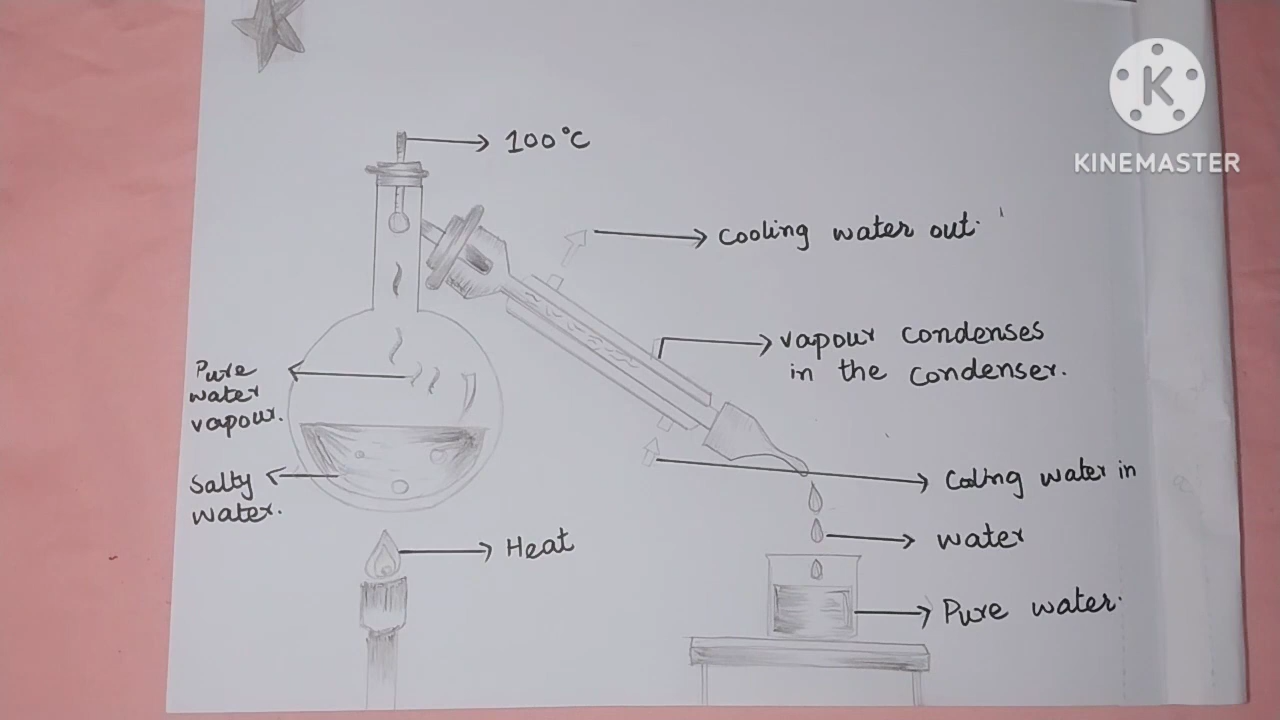 100°C
KINEMASTER
Cooling water out.
vapour condenses
in the condenser.
Pure
water
vapour.
Salty
water.
Coling water in
Heat
water
Pure water.